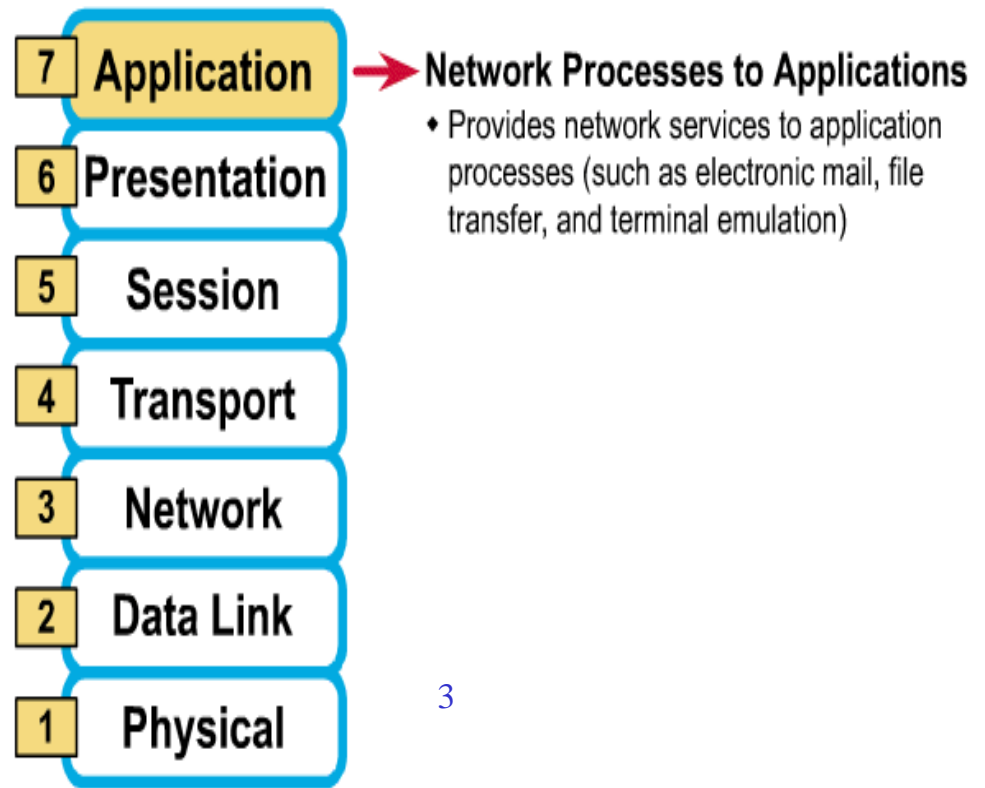 7 Application
Network Processes to Applications
• Provides network services to application
processes (such as electronic mail, file
transfer, and terminal emulation)
6 Presentation
5 Session
4 Transport
3 Network
2 Data Link
1 Physical
3